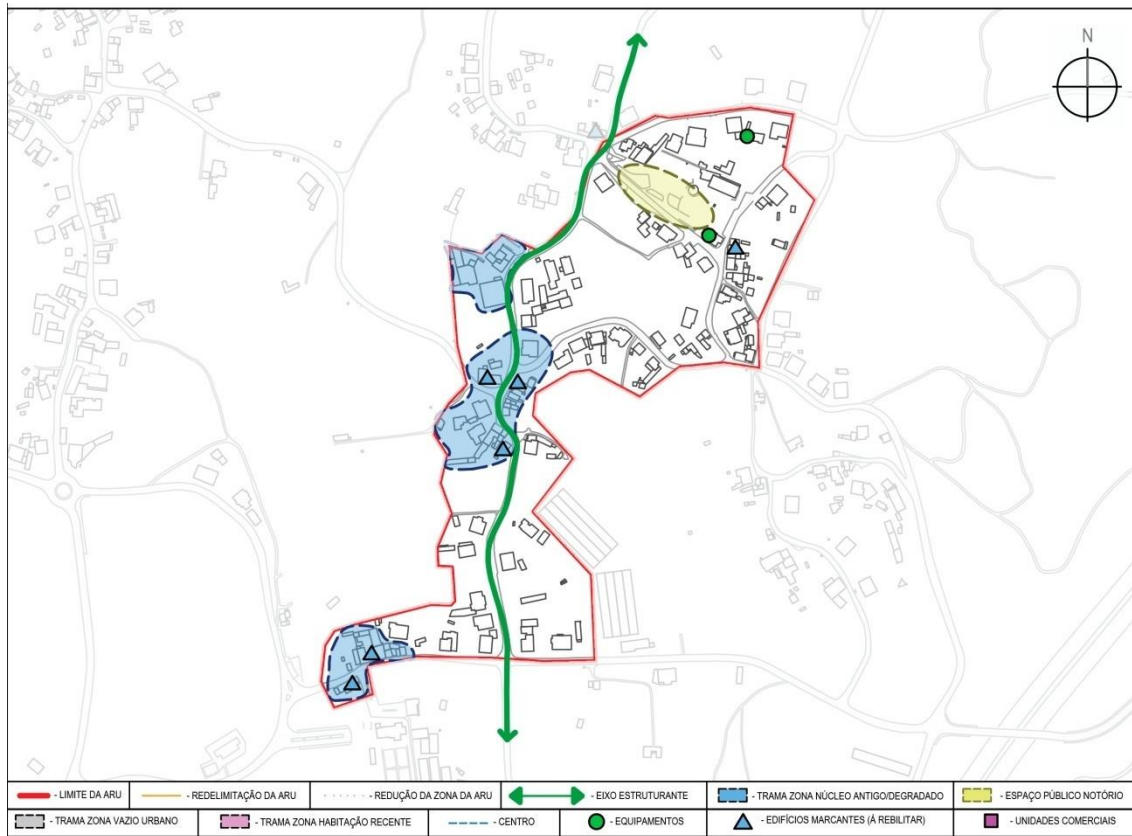 N
- LIMITE DA ARU
- REDELIMITAÇÃO DA ARU
- REDUÇÃO DA ZONA DA ARU
- EIXO ESTRUTURANTE
- TRAMA ZONA NÚCLEO ANTIGO/DEGRADADO
- ESPAÇO PÚBLICO NOTÓRIO
- TRAMA ZONA VAZIO URBANO
- TRAMA ZONA HABITAÇÃO RECENTE
- CENTRO
- EQUIPAMENTOS
- EDIFÍCIOS MARCANTES (Á REBILITAR)
- UNIDADES COMERCIAIS